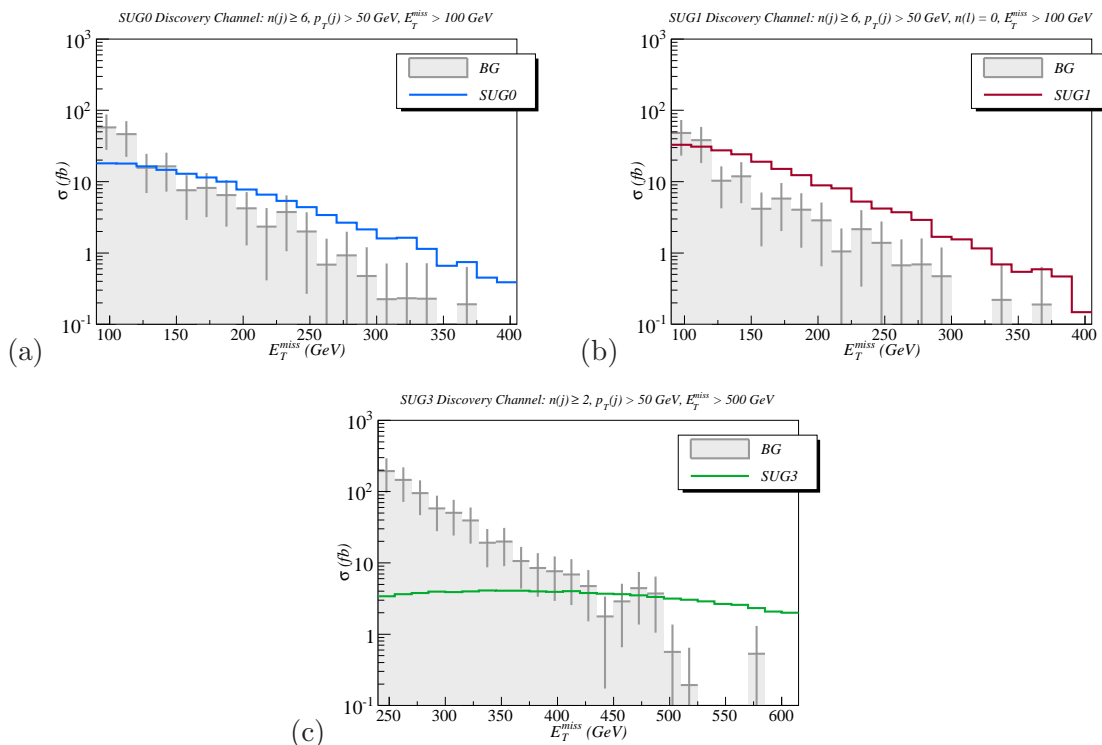 SUG0 Discovery Channel: n(j) ≥ 6, p_T(j) > 50 GeV, E_T^miss > 100 GeV
σ (fb)
10^3
10^2
10
1
10^-1
BG
SUG0
100 150 200 250 300 350 400
E_T^miss (GeV)
(a)
SUG1 Discovery Channel: n(j) ≥ 6, p_T(j) > 50 GeV, n(l) = 0, E_T^miss > 100 GeV
σ (fb)
10^3
10^2
10
1
10^-1
BG
SUG1
100 150 200 250 300 350 400
E_T^miss (GeV)
(b)
SUG3 Discovery Channel: n(j) ≥ 2, p_T(j) > 50 GeV, E_T^miss > 500 GeV
σ (fb)
10^3
10^2
10
1
10^-1
BG
SUG3
250 300 350 400 450 500 550 600
E_T^miss (GeV)
(c)